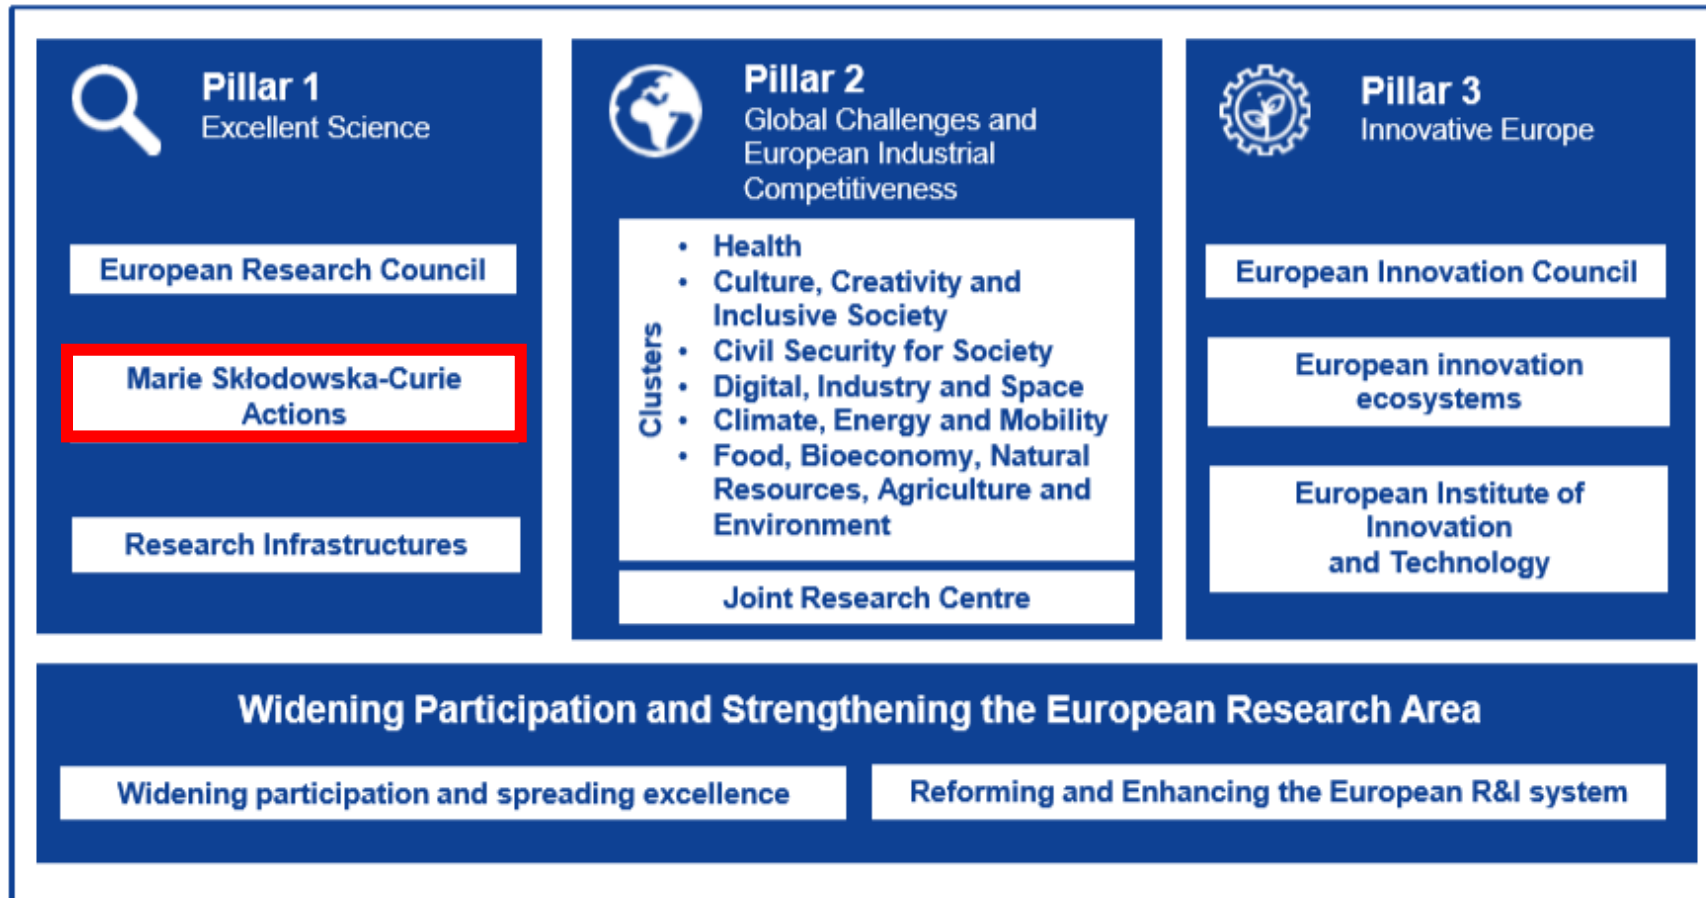 Pillar 1
Excellent Science
European Research Council
Marie Skłodowska-Curie
Actions
Research Infrastructures
Pillar 2
Global Challenges and
European Industrial
Competitiveness
Clusters
• Health
• Culture, Creativity and
Inclusive Society
• Civil Security for Society
• Digital, Industry and Space
• Climate, Energy and Mobility
• Food, Bioeconomy, Natural
Resources, Agriculture and
Environment
Joint Research Centre
Pillar 3
Innovative Europe
European Innovation Council
European innovation
ecosystems
European Institute of
Innovation
and Technology
Widening Participation and Strengthening the European Research Area
Widening participation and spreading excellence
Reforming and Enhancing the European R&I system